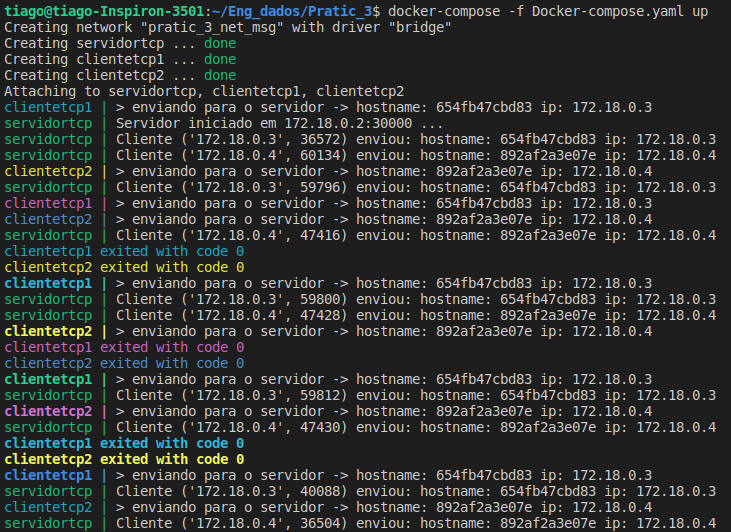 tiago@tiago-Inspiron-3501:~/Eng_dados/Pratic_3$ docker-compose -f Docker-compose.yaml up
Creating network "pratic_3_net_msg" with driver "bridge"
Creating servidortcp ... done
Creating clientetcp1 ... done
Creating clientetcp2 ... done
Attaching to servidortcp, clientetcp1, clientetcp2
clientetcp1 | > enviando para o servidor -> hostname: 654fb47cbd83 ip: 172.18.0.3
servidortcp | Servidor iniciado em 172.18.0.2:30000 ...
servidortcp | Cliente ('172.18.0.3', 36572) enviou: hostname: 654fb47cbd83 ip: 172.18.0.3
servidortcp | Cliente ('172.18.0.4', 60134) enviou: hostname: 892af2a3e07e ip: 172.18.0.4
clientetcp2 | > enviando para o servidor -> hostname: 892af2a3e07e ip: 172.18.0.4
servidortcp | Cliente ('172.18.0.3', 59796) enviou: hostname: 654fb47cbd83 ip: 172.18.0.3
clientetcp1 | > enviando para o servidor -> hostname: 654fb47cbd83 ip: 172.18.0.3
clientetcp2 | > enviando para o servidor -> hostname: 892af2a3e07e ip: 172.18.0.4
servidortcp | Cliente ('172.18.0.4', 47416) enviou: hostname: 892af2a3e07e ip: 172.18.0.4
clientetcp1 exited with code 0
clientetcp2 exited with code 0
clientetcp1 | > enviando para o servidor -> hostname: 654fb47cbd83 ip: 172.18.0.3
servidortcp | Cliente ('172.18.0.3', 59800) enviou: hostname: 654fb47cbd83 ip: 172.18.0.3
servidortcp | Cliente ('172.18.0.4', 47428) enviou: hostname: 892af2a3e07e ip: 172.18.0.4
clientetcp2 | > enviando para o servidor -> hostname: 892af2a3e07e ip: 172.18.0.4
clientetcp1 exited with code 0
clientetcp2 exited with code 0
clientetcp1 | > enviando para o servidor -> hostname: 654fb47cbd83 ip: 172.18.0.3
servidortcp | Cliente ('172.18.0.3', 59812) enviou: hostname: 654fb47cbd83 ip: 172.18.0.3
clientetcp2 | > enviando para o servidor -> hostname: 892af2a3e07e ip: 172.18.0.4
servidortcp | Cliente ('172.18.0.4', 47430) enviou: hostname: 892af2a3e07e ip: 172.18.0.4
clientetcp1 exited with code 0
clientetcp2 exited with code 0
clientetcp1 | > enviando para o servidor -> hostname: 654fb47cbd83 ip: 172.18.0.3
servidortcp | Cliente ('172.18.0.3', 40088) enviou: hostname: 654fb47cbd83 ip: 172.18.0.3
clientetcp2 | > enviando para o servidor -> hostname: 892af2a3e07e ip: 172.18.0.4
servidortcp | Cliente ('172.18.0.4', 36504) enviou: hostname: 892af2a3e07e ip: 172.18.0.4